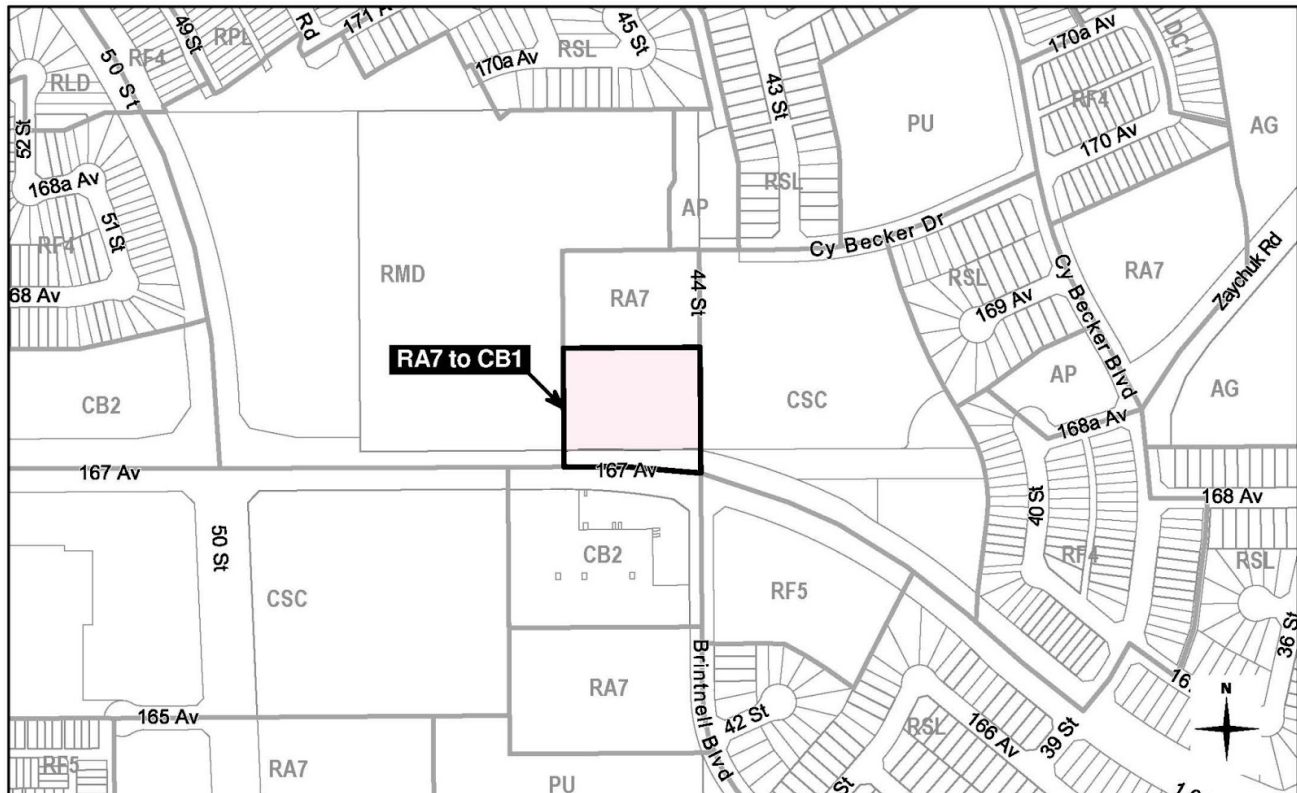 49 St
RPL
Rd
171 Av
45 St
RSL
170a Av
DC1
RF4
50 St
RLD
52 St
170a Av
RF4
43 St
PU
AG
170 Av
168a Av
51 St
RF4
AP
RSL
Cy Becker Dr
RMD
RA7
44 St
RSL
169 Av
Cy Becker Blvd
RA7
Zaychuk Rd
68 Av
RA7 to CB1
CB2
CSC
AP
AG
168a Av
167 Av
167 Av
168 Av
50 St
40 St
CB2
RF4
RSL
CSC
RF5
36 St
RA7
Brintnell Blvd
165 Av
42 St
RSL
166 Av
39 St
N
RF5
RA7
PU
St